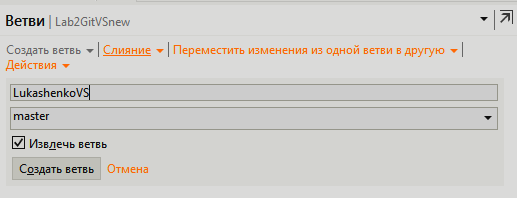 Ветви | Lab2GitVSnew
Создать ветвь | Слияние | Переместить изменения из одной ветви в другую |
Действия
LukashenkoVS
master
Извлечь ветвь
Создать ветвь Отмена